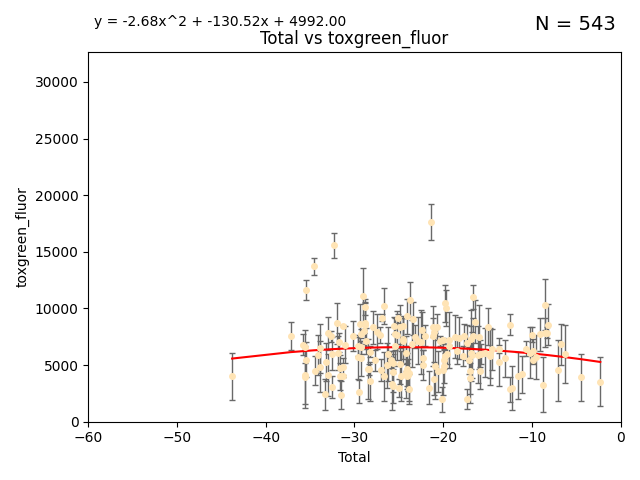 y = -2.68x^2 + -130.52x + 4992.00
N = 543
Total vs toxgreen_fluor
30000
25000
20000
15000
10000
5000
0
toxgreen_fluor
−60
−50
−40
−30
−20
−10
0
Total